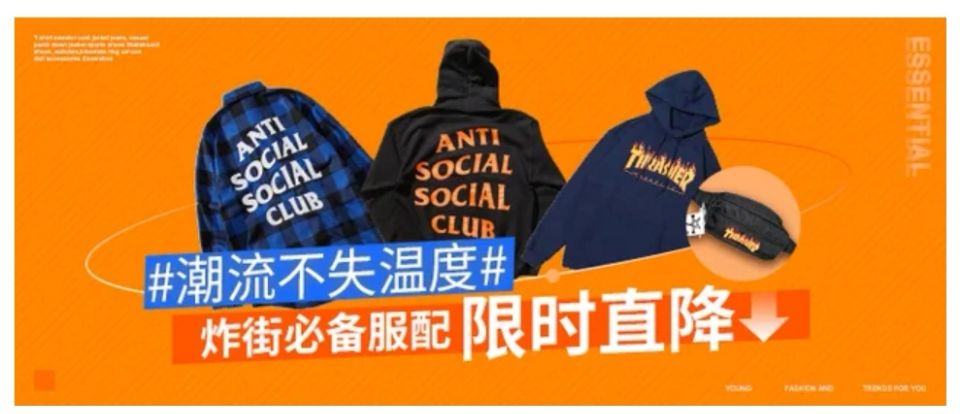 ESSENTIAL
ANTI
SOCIAL
SOCIAL
CLUB
ANTI
SOCIAL
SOCIAL
CLUB
THRASHER
THRASHER
#潮流不失温度#
炸街必备服配 限时直降
YOUNG FASHION AND TRENDS FOR YOU